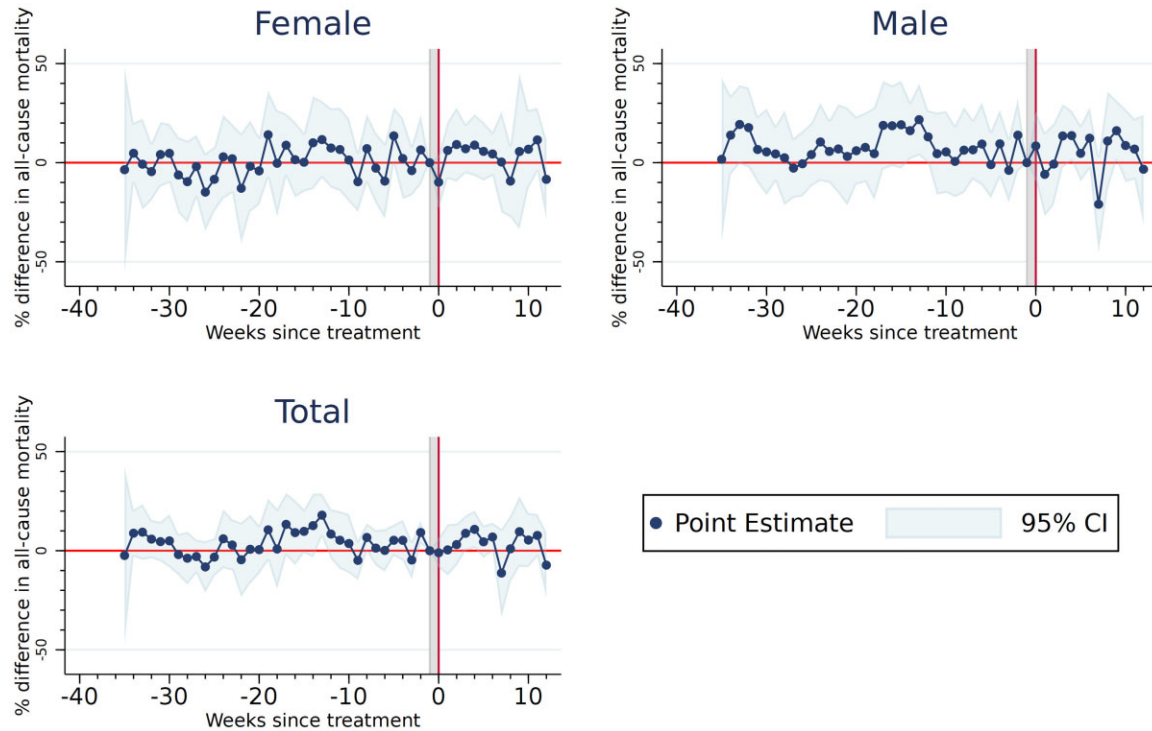 Female
% difference in all-cause mortality
50
0
-50
-40 -30 -20 -10 0 10
Weeks since treatment
Male
% difference in all-cause mortality
50
0
-50
-40 -30 -20 -10 0 10
Weeks since treatment
Total
% difference in all-cause mortality
50
0
-50
-40 -30 -20 -10 0 10
Weeks since treatment
Point Estimate 95% CI